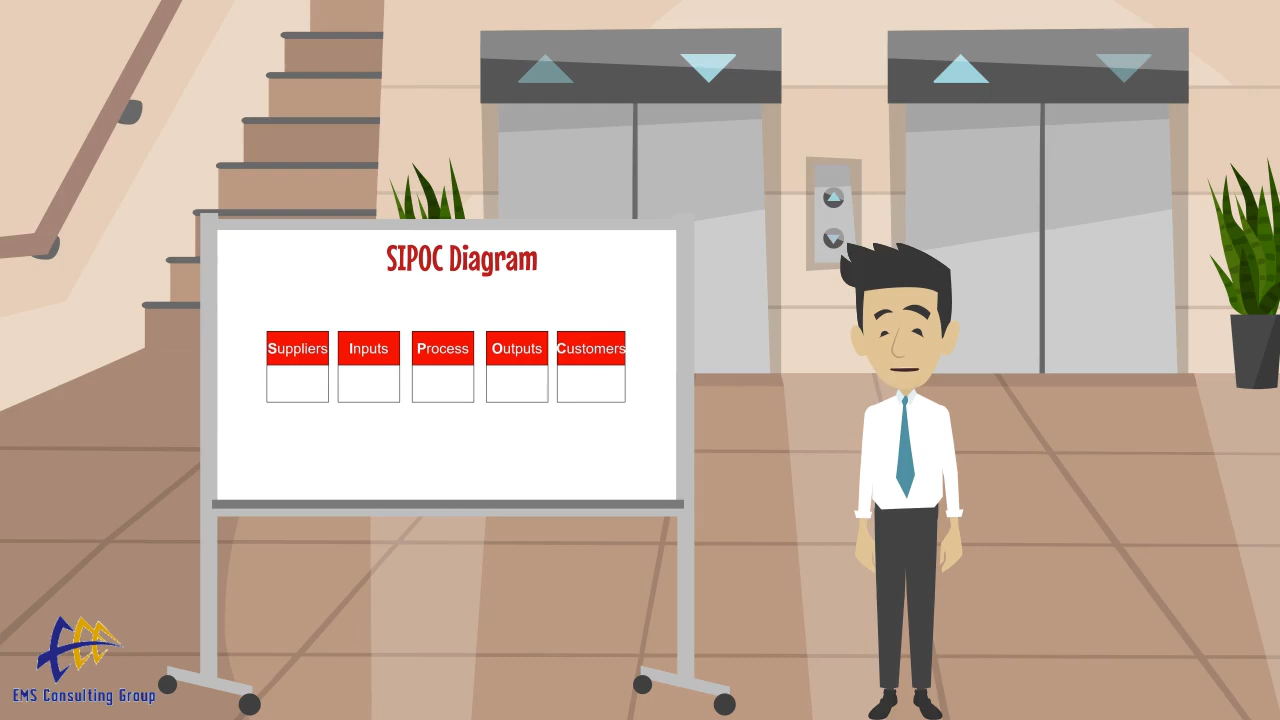 SIPOC Diagram
Suppliers Inputs Process Outputs Customers
EMS Consulting Group